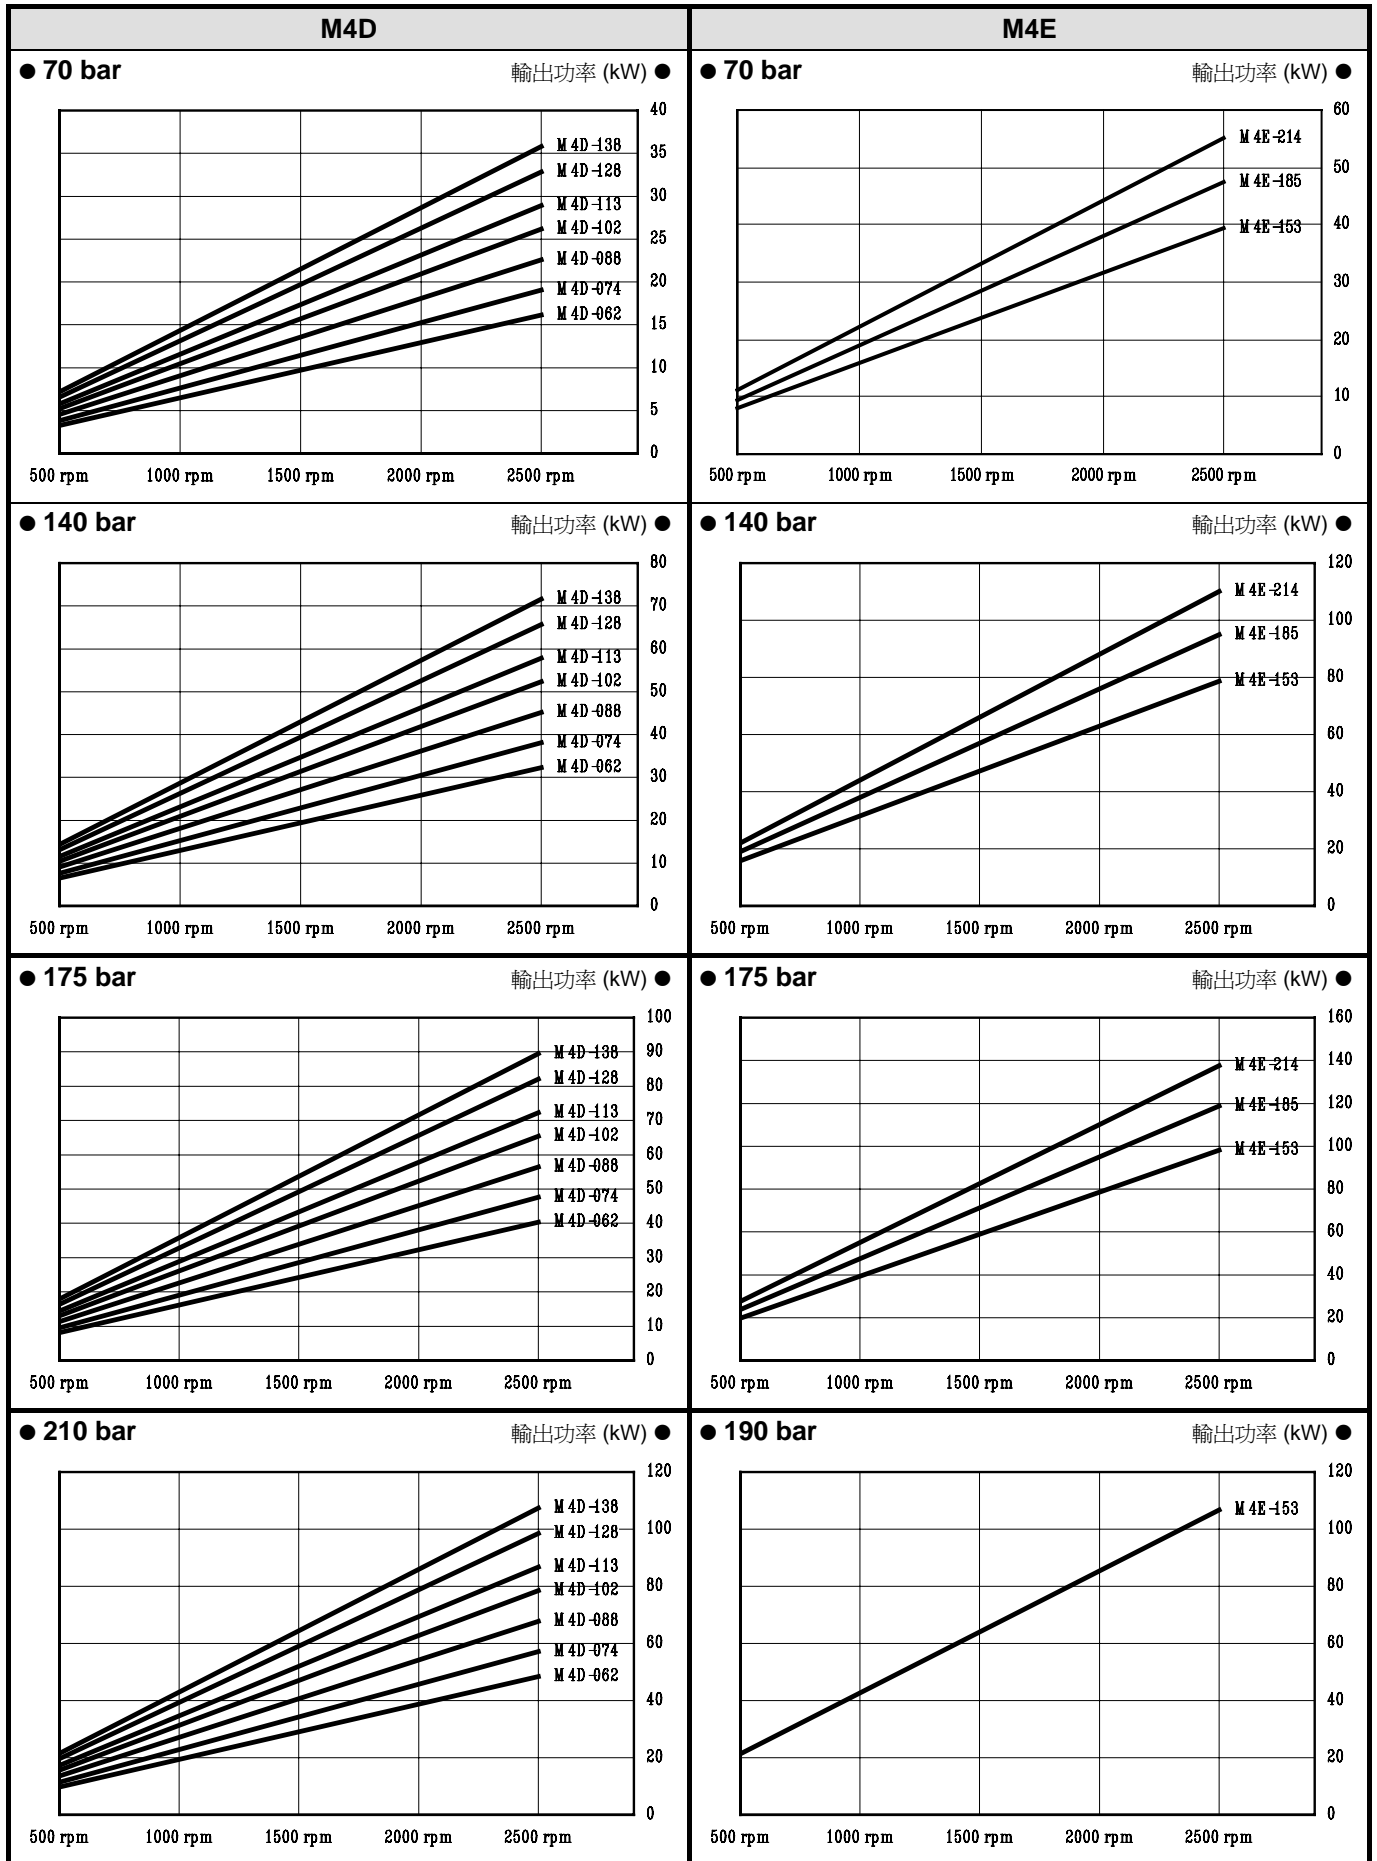 M4D
M4E
● 70 bar
輸出功率 (kW) ●
40
35
30
25
20
15
10
5
0
M4D-138
M4D-128
M4D-113
M4D-102
M4D-088
M4D-074
M4D-062
500 rpm 1000 rpm 1500 rpm 2000 rpm 2500 rpm
● 70 bar
輸出功率 (kW) ●
60
50
40
30
20
10
0
M4E-214
M4E-185
M4E-153
500 rpm 1000 rpm 1500 rpm 2000 rpm 2500 rpm
● 140 bar
輸出功率 (kW) ●
80
70
60
50
40
30
20
10
0
M4D-138
M4D-128
M4D-113
M4D-102
M4D-088
M4D-074
M4D-062
500 rpm 1000 rpm 1500 rpm 2000 rpm 2500 rpm
● 140 bar
輸出功率 (kW) ●
120
100
80
60
40
20
0
M4E-214
M4E-185
M4E-153
500 rpm 1000 rpm 1500 rpm 2000 rpm 2500 rpm
● 175 bar
輸出功率 (kW) ●
100
90
80
70
60
50
40
30
20
10
0
M4D-138
M4D-128
M4D-113
M4D-102
M4D-088
M4D-074
M4D-062
500 rpm 1000 rpm 1500 rpm 2000 rpm 2500 rpm
● 175 bar
輸出功率 (kW) ●
160
140
120
100
80
60
40
20
0
M4E-214
M4E-185
M4E-153
500 rpm 1000 rpm 1500 rpm 2000 rpm 2500 rpm
● 210 bar
輸出功率 (kW) ●
120
100
80
60
40
20
0
M4D-138
M4D-128
M4D-113
M4D-102
M4D-088
M4D-074
M4D-062
500 rpm 1000 rpm 1500 rpm 2000 rpm 2500 rpm
● 190 bar
輸出功率 (kW) ●
120
100
80
60
40
20
0
M4E-153
500 rpm 1000 rpm 1500 rpm 2000 rpm 2500 rpm